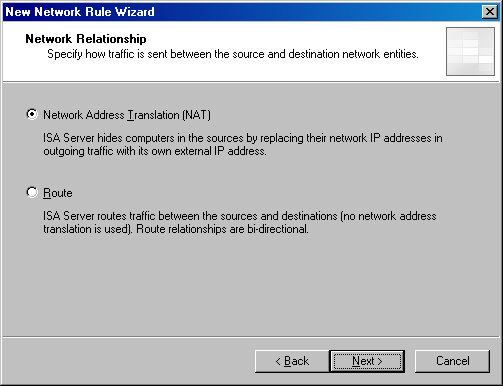 New Network Rule Wizard
Network Relationship
Specify how traffic is sent between the source and destination network entities.
Network Address Translation (NAT)
ISA Server hides computers in the sources by replacing their network IP addresses in
outgoing traffic with its own external IP address.
Route
ISA Server routes traffic between the sources and destinations (no network address
translation is used). Route relationships are bi-directional.
< Back
Next >
Cancel